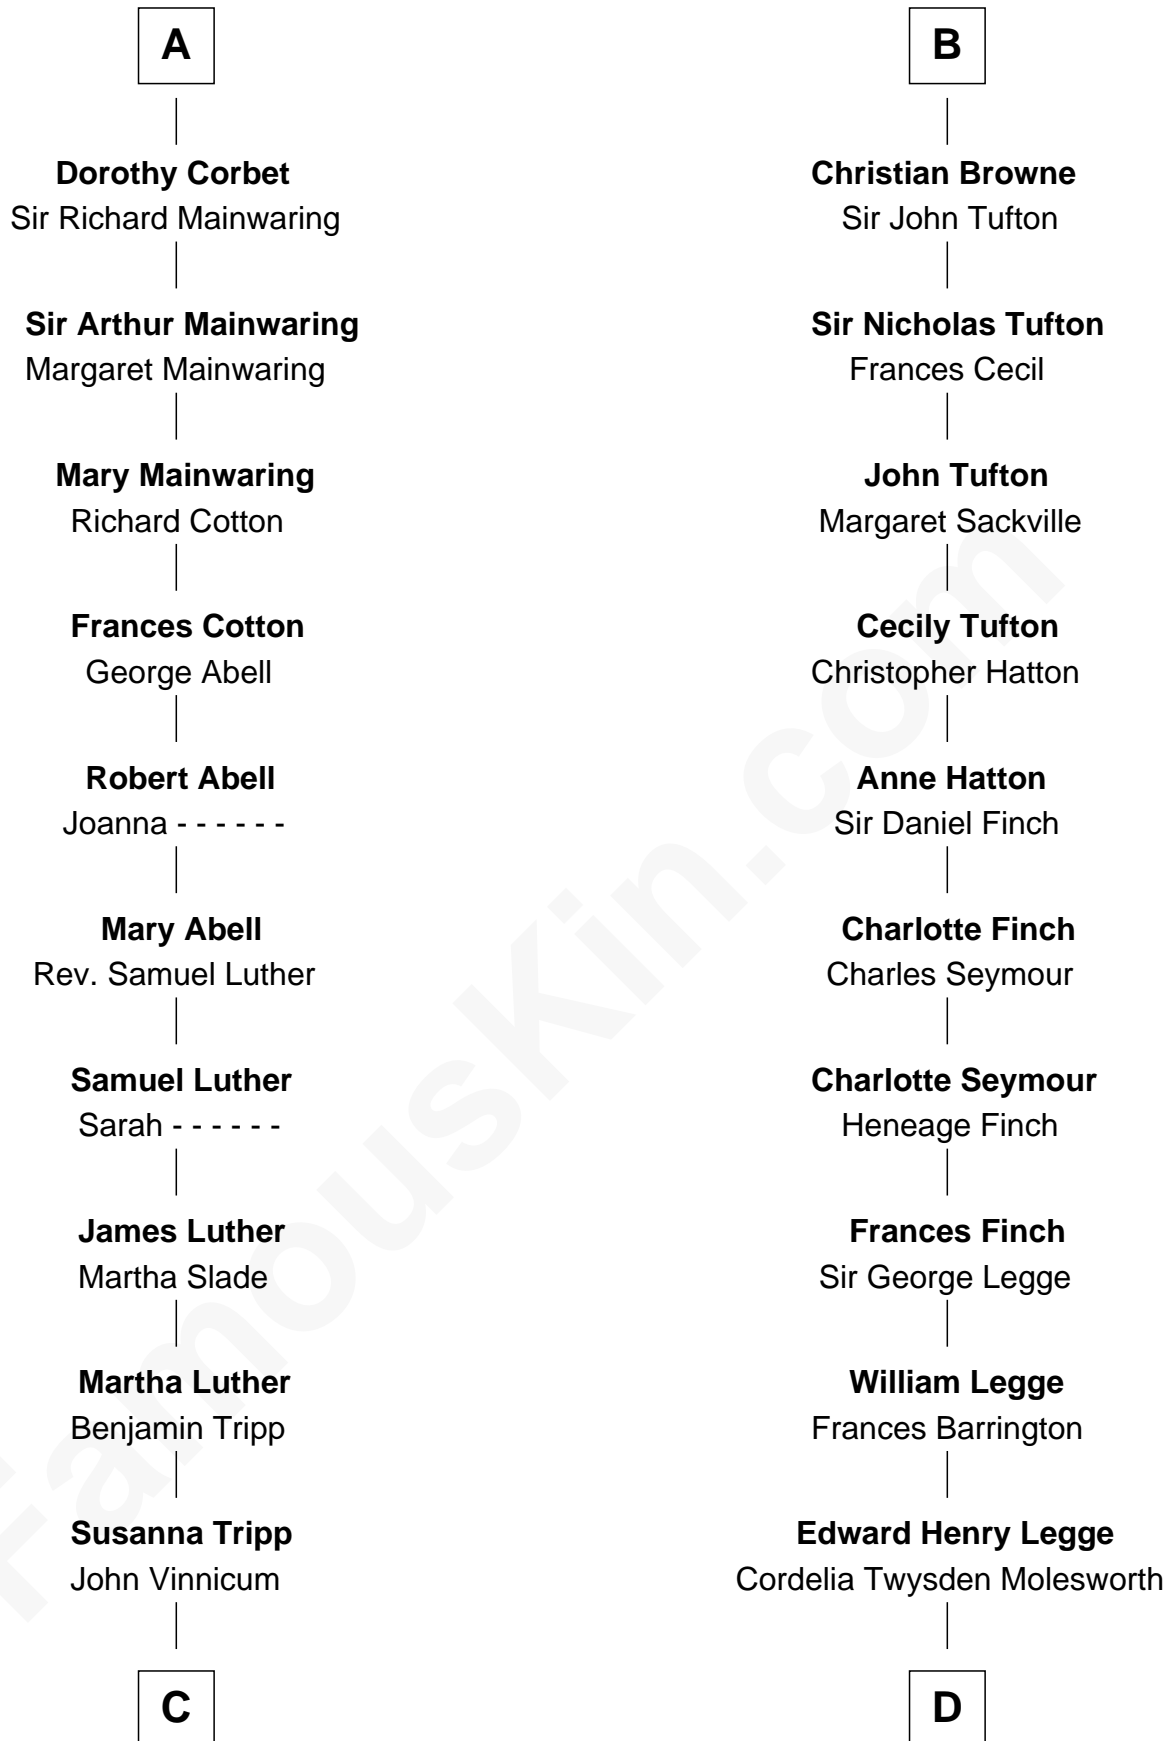 A
Dorothy Corbet
Sir Richard Mainwaring
Sir Arthur Mainwaring
Margaret Mainwaring
Mary Mainwaring
Richard Cotton
Frances Cotton
George Abell
Robert Abell
Joanna - - - - - -
Mary Abell
Rev. Samuel Luther
Samuel Luther
Sarah - - - - - -
James Luther
Martha Slade
Martha Luther
Benjamin Tripp
Susanna Tripp
John Vinnicum
C
B
Christian Browne
Sir John Tufton
Sir Nicholas Tufton
Frances Cecil
John Tufton
Margaret Sackville
Cecily Tufton
Christopher Hatton
Anne Hatton
Sir Daniel Finch
Charlotte Finch
Charles Seymour
Charlotte Seymour
Heneage Finch
Frances Finch
Sir George Legge
William Legge
Frances Barrington
Edward Henry Legge
Cordelia Twysden Molesworth
D
FamousKin.com